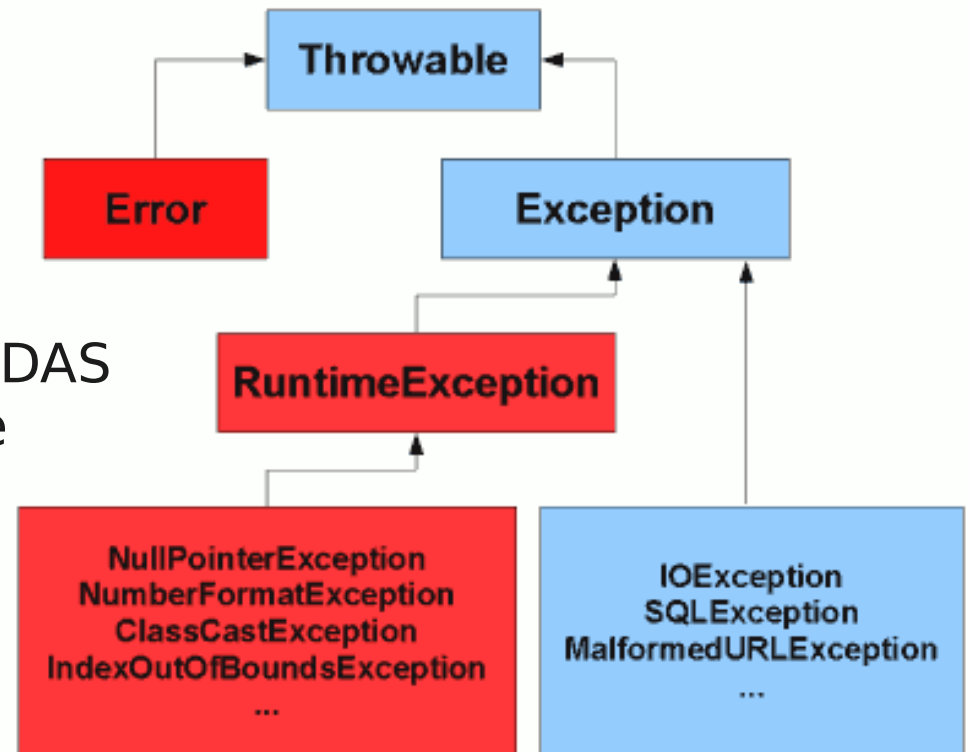 Throwable
Error
Exception
DAS
e
RuntimeException
NullPointerException
NumberFormatException
ClassCastException
IndexOutOfBoundsException
...
IOException
SQLException
MalformedURLException
...